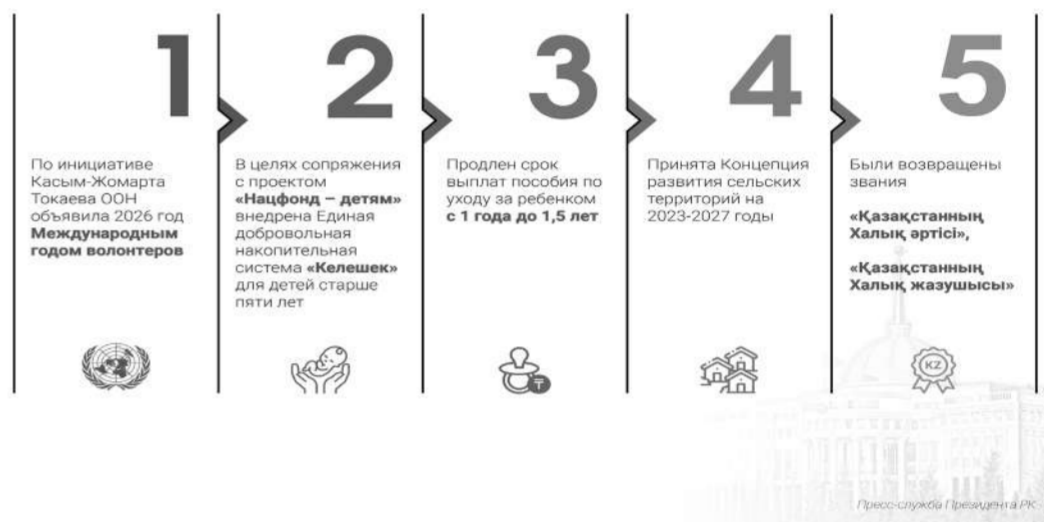 1
По инициативе
Касым-Жомарта
Токаева ООН
объявила 2026 год
Международным
годом волонтеров
2
В целях сопряжения
с проектом
«Нацфонд – детям»
внедрена Единая
добровольная
накопительная
система «Келешек»
для детей старше
пяти лет
3
Продлен срок
выплат пособия по
уходу за ребенком
с 1 года до 1,5 лет
₸
4
Принята Концепция
развития сельских
территорий на
2023-2027 годы
5
Были возвращены
звания
«Қазақстанның
Халық әртісі»,
«Қазақстанның
Халық жазушысы»
KZ
Пресс-служба Президента РК